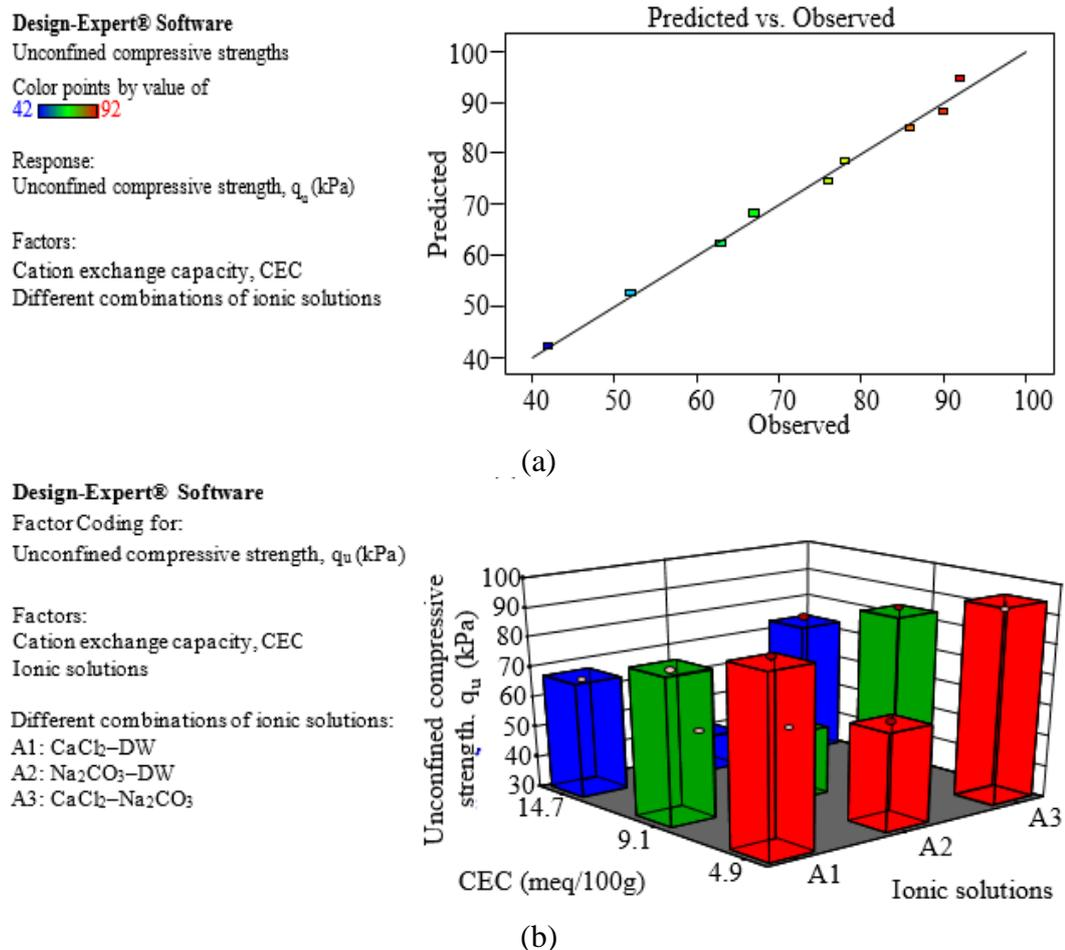 Design-Expert® Software
Unconfined compressive strengths
Color points by value of
42 92
Response:
Unconfined compressive strength, qu (kPa)
Factors:
Cation exchange capacity, CEC
Different combinations of ionic solutions
Predicted vs. Observed
100
90
80
70
60
50
40
Predicted
40 50 60 70 80 90 100
Observed
(a)
Design-Expert® Software
Factor Coding for:
Unconfined compressive strength, qu (kPa)
Factors:
Cation exchange capacity, CEC
Ionic solutions
Different combinations of ionic solutions:
A1: CaCl2–DW
A2: Na2CO3–DW
A3: CaCl2–Na2CO3
Unconfined compressive
strength. qu (kPa)
100
90
80
70
60
50
40
30
14.7
9.1
4.9
CEC (meq/100g)
A1
A2
A3
Ionic solutions
(b)